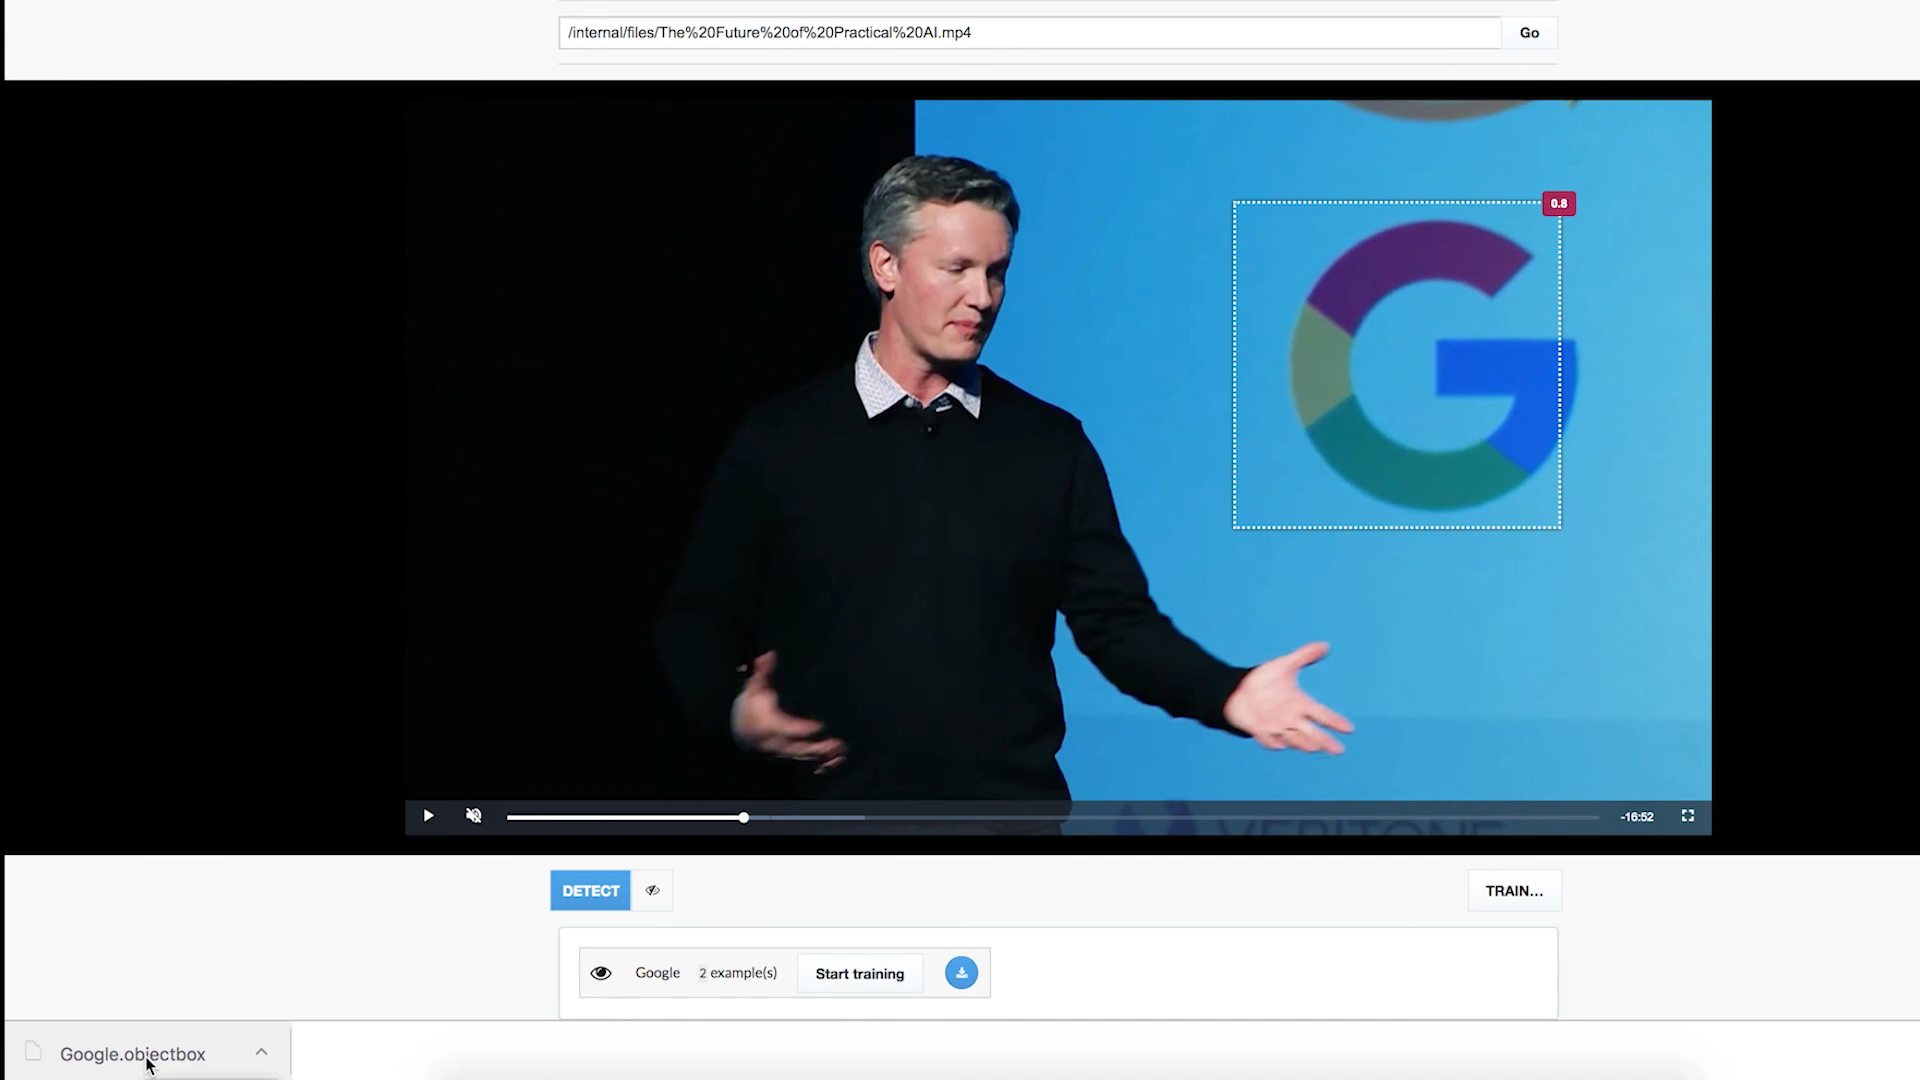 /internal/files/The%20Future%20of%20Practical%20AI.mp4
Go
0.8
G
VERITONE
-16:52
DETECT
TRAIN...
Google 2 example(s) Start training
Google.objectbox